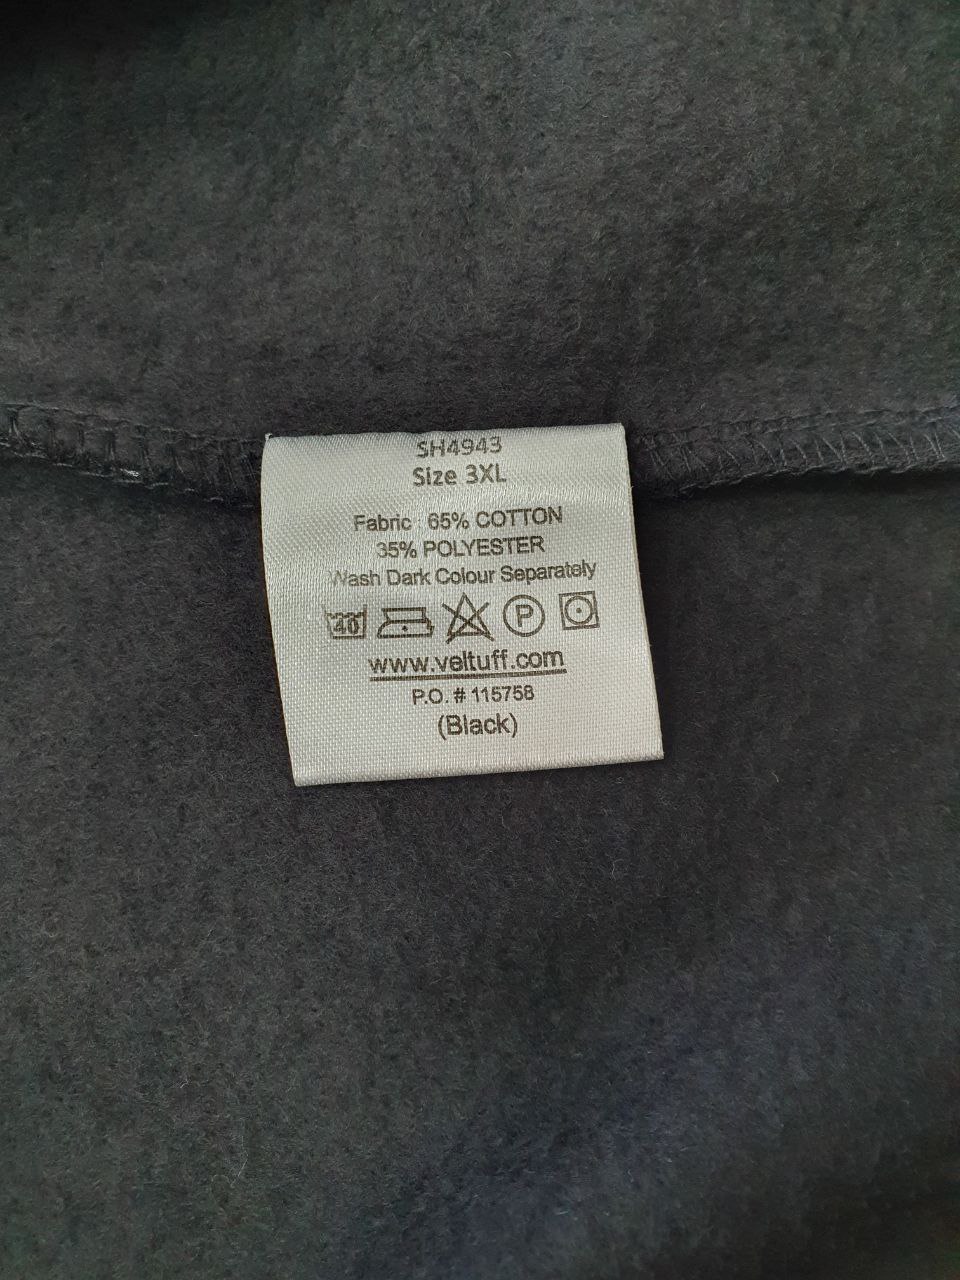 SH4943
Size 3XL
Fabric : 65% COTTON
35% POLYESTER
Wash Dark Colour Separately
40 P
www.veltuff.com
P.O. # 115758
(Black)